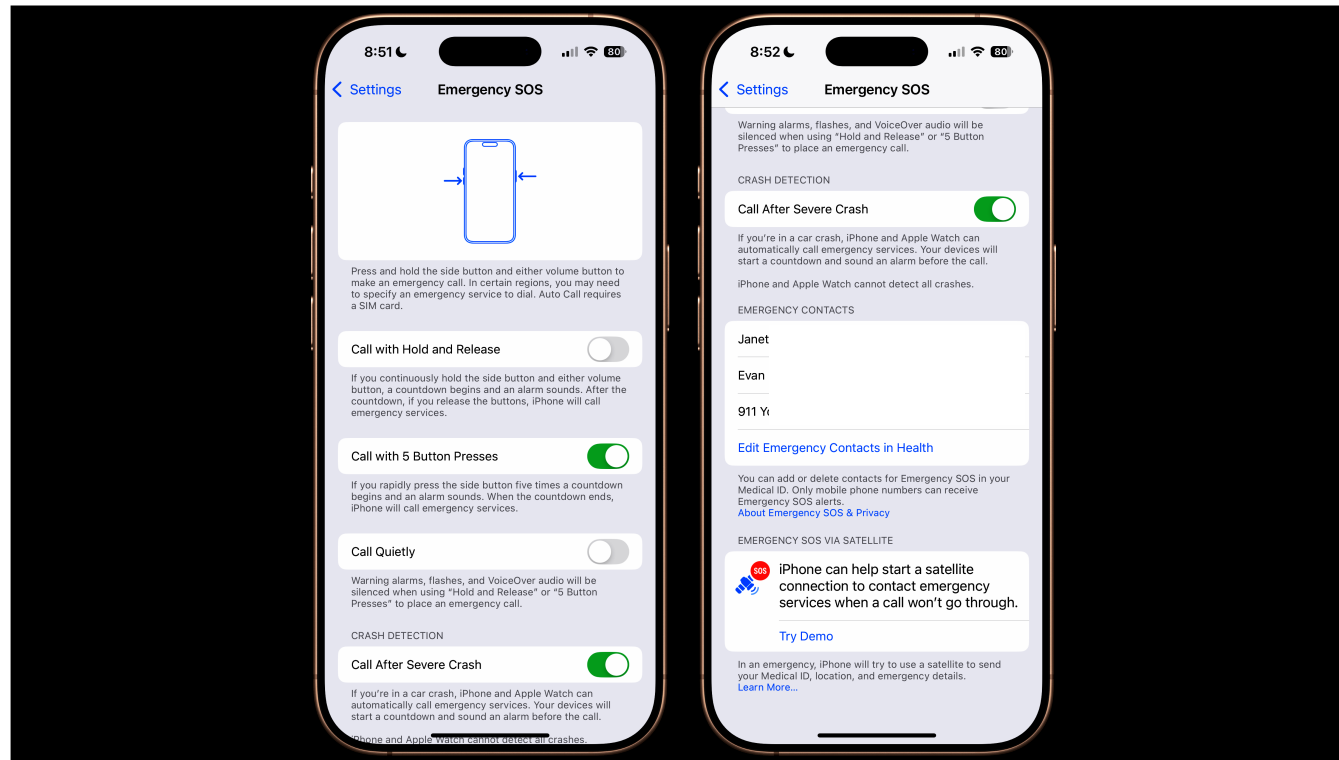 8:51
80
Settings
Emergency SOS
Press and hold the side button and either volume button to
make an emergency call. In certain regions, you may need
to specify an emergency service to dial. Auto Call requires
a SIM card.
Call with Hold and Release
If you continuously hold the side button and either volume
button, a countdown begins and an alarm sounds. After the
countdown, if you release the buttons, iPhone will call
emergency services.
Call with 5 Button Presses
If you rapidly press the side button five times a countdown
begins and an alarm sounds. When the countdown ends,
iPhone will call emergency services.
Call Quietly
Warning alarms, flashes, and VoiceOver audio will be
silenced when using “Hold and Release” or “5 Button
Presses” to place an emergency call.
CRASH DETECTION
Call After Severe Crash
If you’re in a car crash, iPhone and Apple Watch can
automatically call emergency services. Your devices will
start a countdown and sound an alarm before the call.
iPhone and Apple Watch cannot detect all crashes.
8:52
80
Settings
Emergency SOS
Warning alarms, flashes, and VoiceOver audio will be
silenced when using “Hold and Release” or “5 Button
Presses” to place an emergency call.
CRASH DETECTION
Call After Severe Crash
If you’re in a car crash, iPhone and Apple Watch can
automatically call emergency services. Your devices will
start a countdown and sound an alarm before the call.
iPhone and Apple Watch cannot detect all crashes.
EMERGENCY CONTACTS
Janet
Evan
911
Edit Emergency Contacts in Health
You can add or delete contacts for Emergency SOS in your
Medical ID. Only mobile phone numbers can receive
Emergency SOS alerts.
About Emergency SOS & Privacy
EMERGENCY SOS VIA SATELLITE
SOS
iPhone can help start a satellite
connection to contact emergency
services when a call won’t go through.
Try Demo
In an emergency, iPhone will try to use a satellite to send
your Medical ID, location, and emergency details.
Learn More...